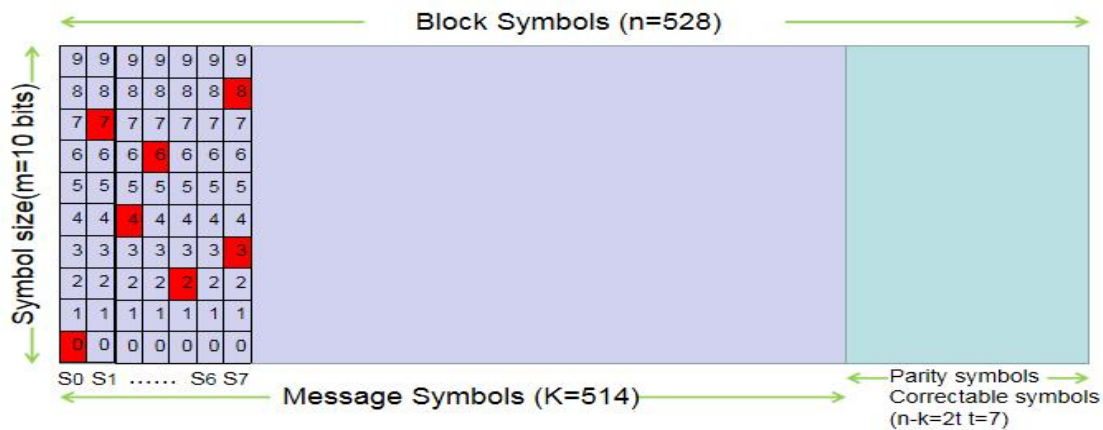 Block Symbols (n=528)
Symbol size(m=10 bits)
9 9 9 9 9 9 9
8 8 8 8 8 8 8
7 7 7 7 7 7 7
6 6 6 6 6 6 6
5 5 5 5 5 5 5
4 4 4 4 4 4 4
3 3 3 3 3 3 3
2 2 2 2 2 2 2
1 1 1 1 1 1 1
0 0 0 0 0 0 0
S0 S1 ...... S6 S7
Message Symbols (K=514)
Parity symbols
Correctable symbols
(n-k=2t t=7)